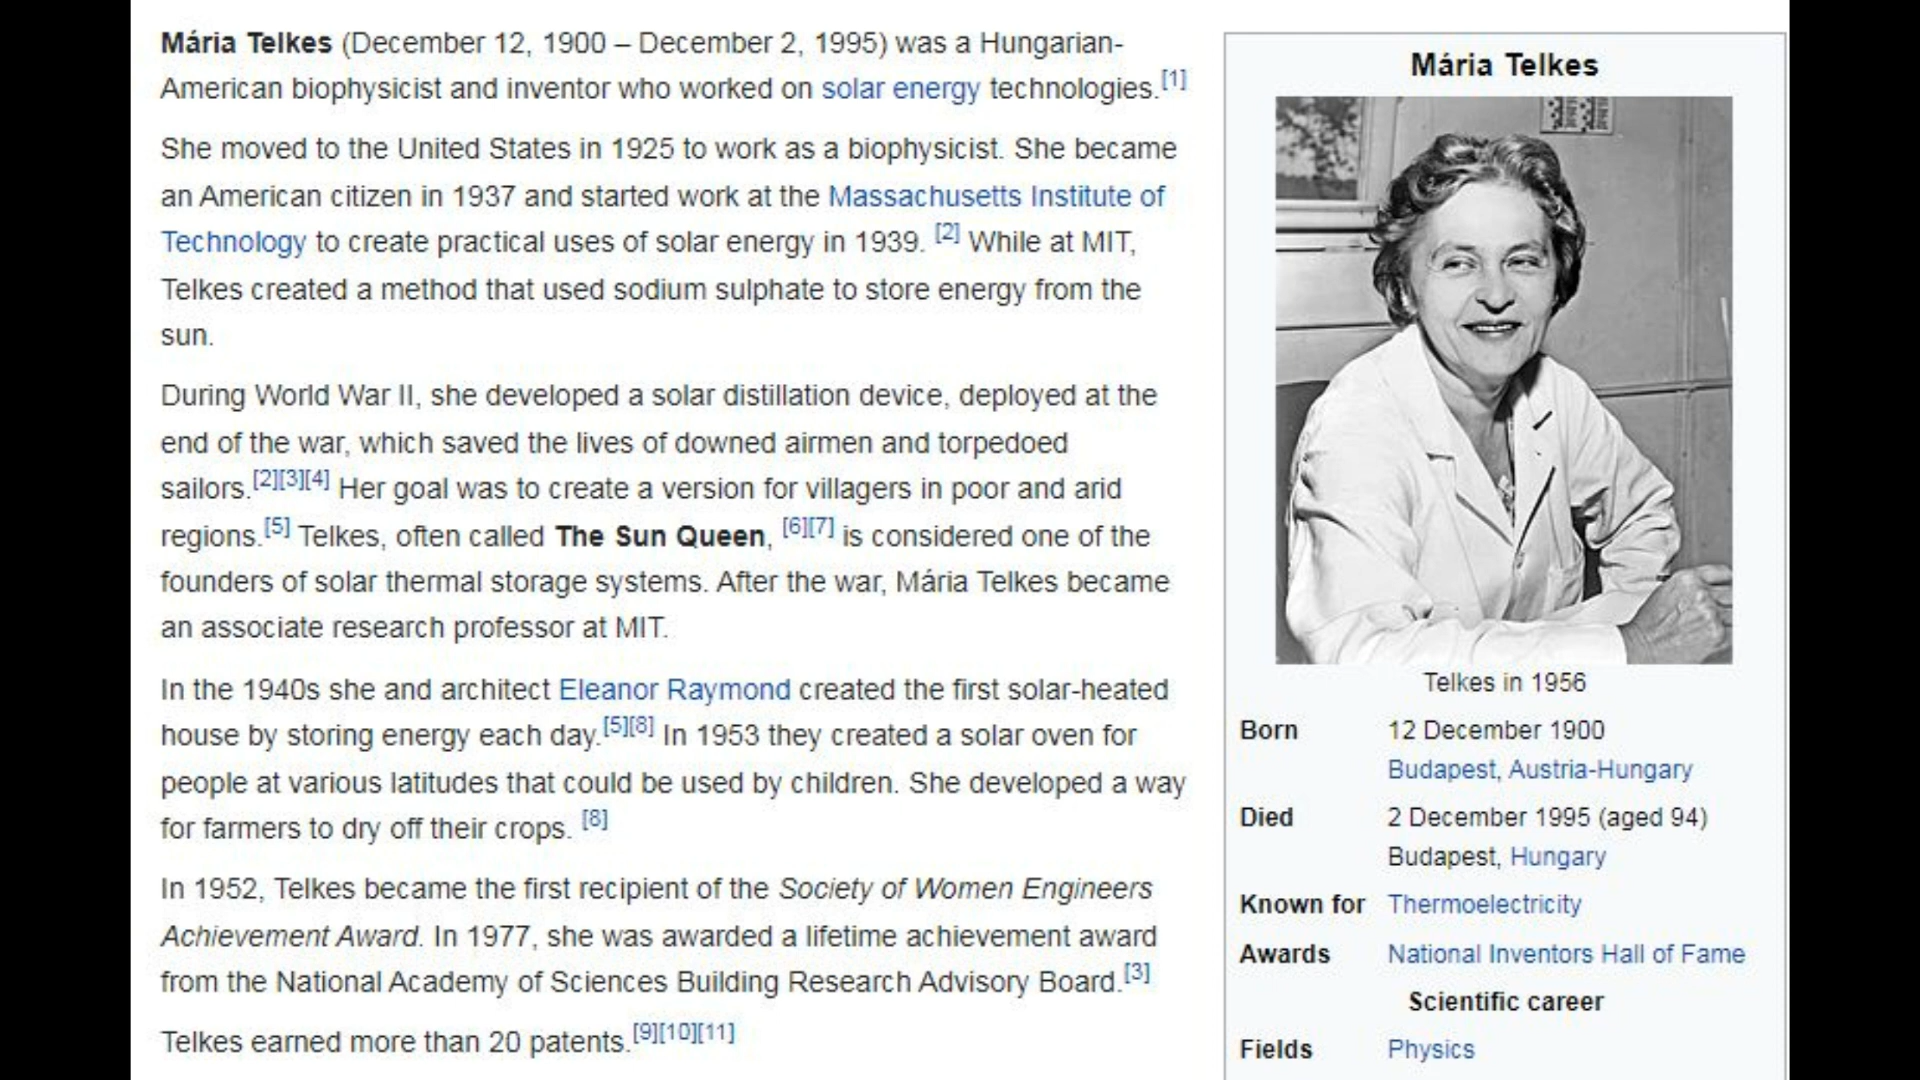 Mária Telkes (December 12, 1900 – December 2, 1995) was a Hungarian-
American biophysicist and inventor who worked on solar energy technologies.[1]
She moved to the United States in 1925 to work as a biophysicist. She became
an American citizen in 1937 and started work at the Massachusetts Institute of
Technology to create practical uses of solar energy in 1939. [2] While at MIT,
Telkes created a method that used sodium sulphate to store energy from the
sun.
During World War II, she developed a solar distillation device, deployed at the
end of the war, which saved the lives of downed airmen and torpedoed
sailors.[2][3][4] Her goal was to create a version for villagers in poor and arid
regions.[5] Telkes, often called The Sun Queen, [6][7] is considered one of the
founders of solar thermal storage systems. After the war, Mária Telkes became
an associate research professor at MIT.
In the 1940s she and architect Eleanor Raymond created the first solar-heated
house by storing energy each day.[5][8] In 1953 they created a solar oven for
people at various latitudes that could be used by children. She developed a way
for farmers to dry off their crops. [8]
In 1952, Telkes became the first recipient of the Society of Women Engineers
Achievement Award. In 1977, she was awarded a lifetime achievement award
from the National Academy of Sciences Building Research Advisory Board.[3]
Telkes earned more than 20 patents.[9][10][11]
Mária Telkes
Telkes in 1956
Born 12 December 1900
Budapest, Austria-Hungary
Died 2 December 1995 (aged 94)
Budapest, Hungary
Known for Thermoelectricity
Awards National Inventors Hall of Fame
Scientific career
Fields Physics